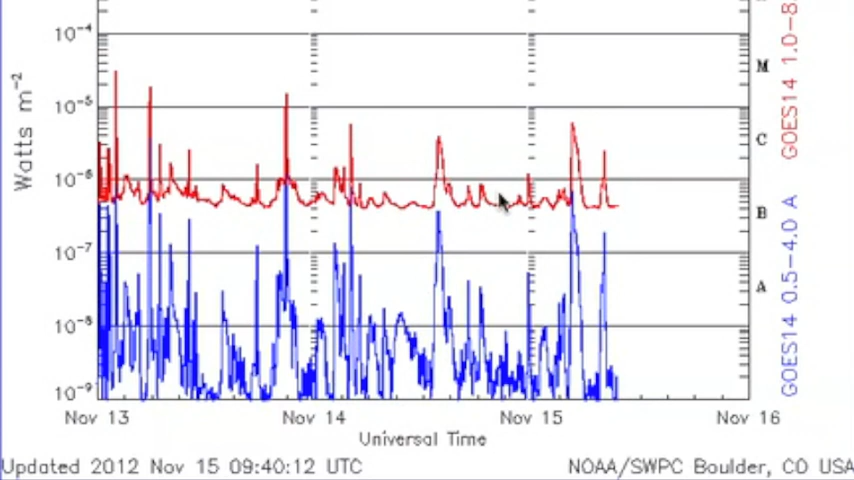 10⁻⁴
10⁻⁵
10⁻⁶
10⁻⁷
10⁻⁸
10⁻⁹
Watts m⁻²
M
C
B
A
GOES14 1.0-8
GOES14 0.5-4.0 A
Nov 13 Nov 14 Nov 15 Nov 16
Universal Time
Updated 2012 Nov 15 09:40:12 UTC NOAA/SWPC Boulder, CO USA